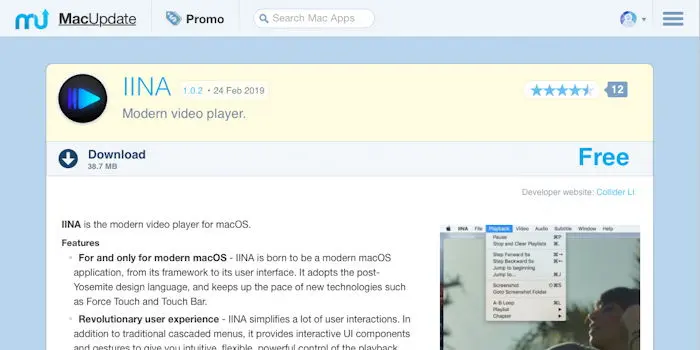 MacUpdate
Promo
Search Mac Apps
IINA 1.0.2 • 24 Feb 2019
12
Modern video player.
Download
38.7 MB
Free
Developer website: Collider LI
IINA is the modern video player for macOS.
Features
For and only for modern macOS - IINA is born to be a modern macOS
application, from its framework to its user interface. It adopts the post-
Yosemite design language, and keeps up the pace of new technologies such
as Force Touch and Touch Bar.
Revolutionary user experience - IINA simplifies a lot of user interactions. In
addition to traditional cascaded menus, it provides interactive UI components
and gestures to give you intuitive, flexible, powerful control of the playback
IINA File Playback Video Audio Subtitle Window Help
Pause ⌘P
Stop and Clear Playlist
Step Forward 5s
Step Backward 5s
Jump to beginning
Jump to... ⌘J
Screenshot ⇧⌘S
Goto Screenshot Folder
A-B Loop ⌘L
Playlist
Chapter